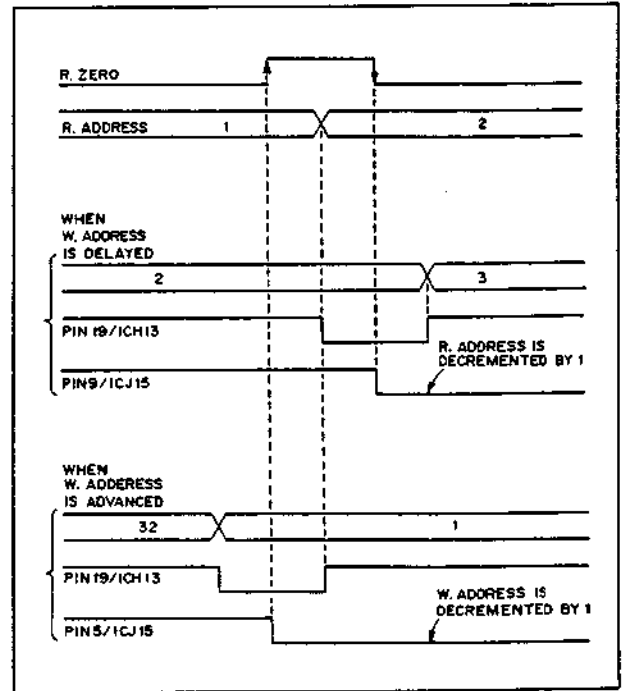 R. ZERO
R. ADDRESS 1 2
WHEN
W. ADDRESS
IS DELAYED
2 3
PIN 19/ICH13
R. ADDRESS IS
DECREMENTED BY 1
PIN9/ICJ15
WHEN
W. ADDERESS
IS ADVANCED
32 1
PIN19/ICH13
W. ADDRESS IS
DECREMENTED BY 1
PIN5/ICJ15